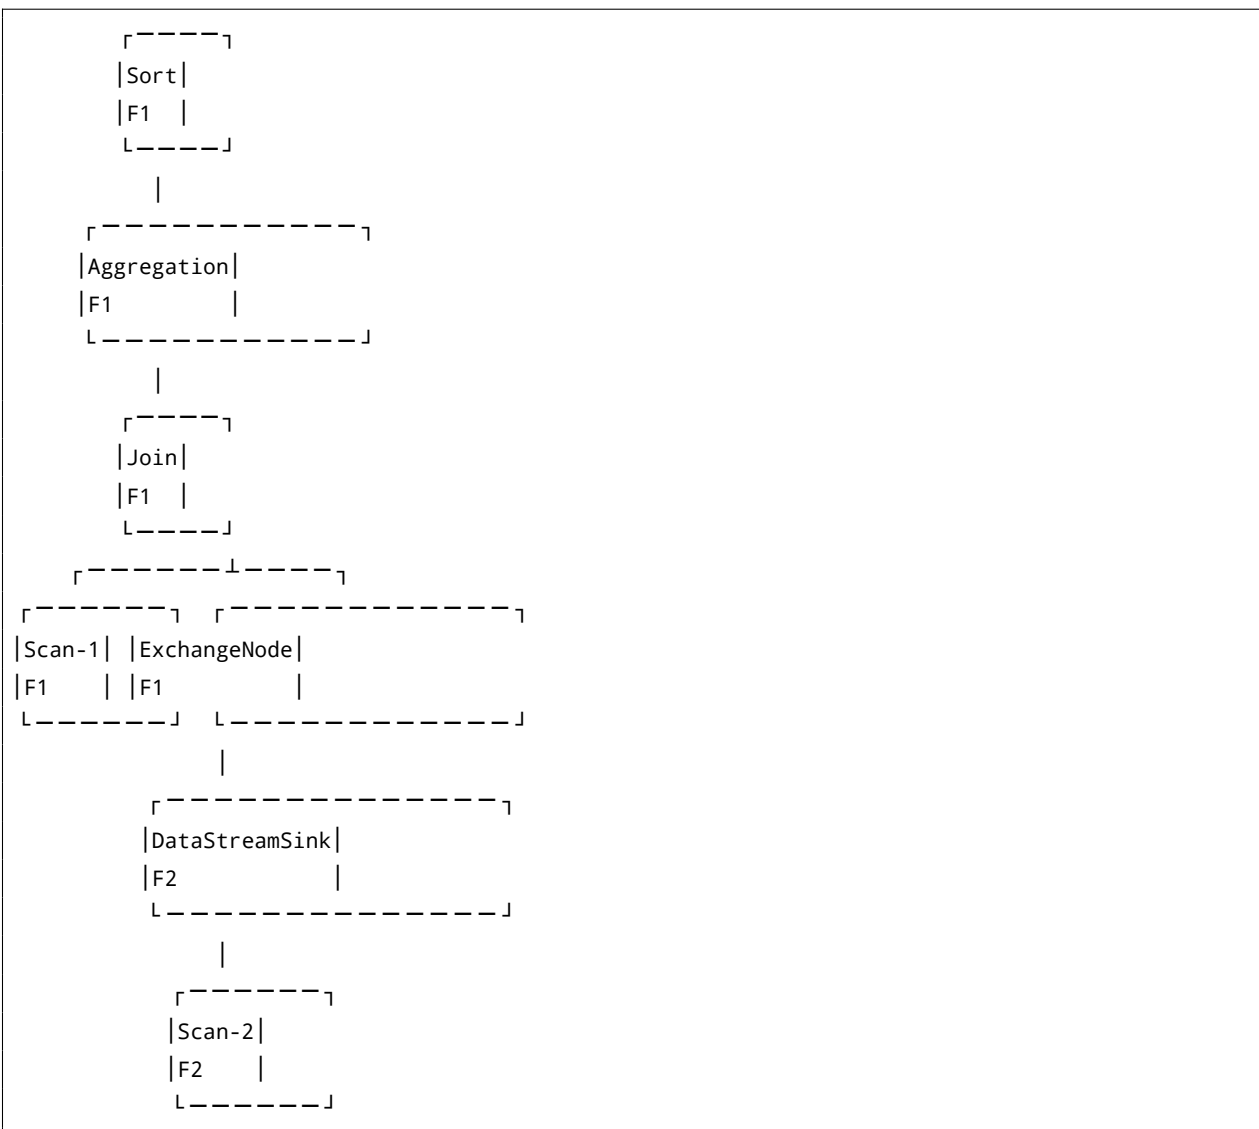 Sort
F1
Aggregation
F1
Join
F1
Scan-1 ExchangeNode
F1 F1
DataStreamSink
F2
Scan-2
F2